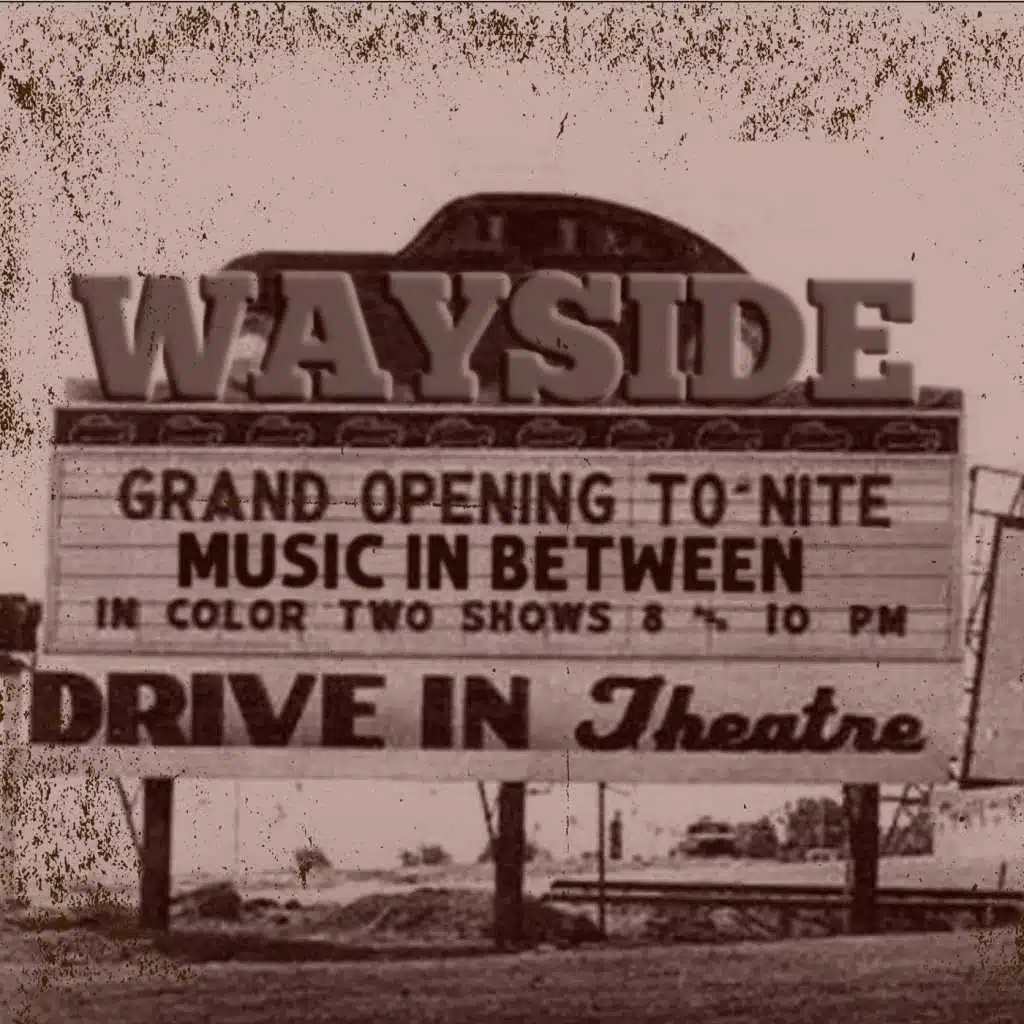 WAYSIDE
GRAND OPENING TO-NITE
MUSIC IN BETWEEN
IN COLOR TWO SHOWS 8 10 PM
DRIVE IN Theatre